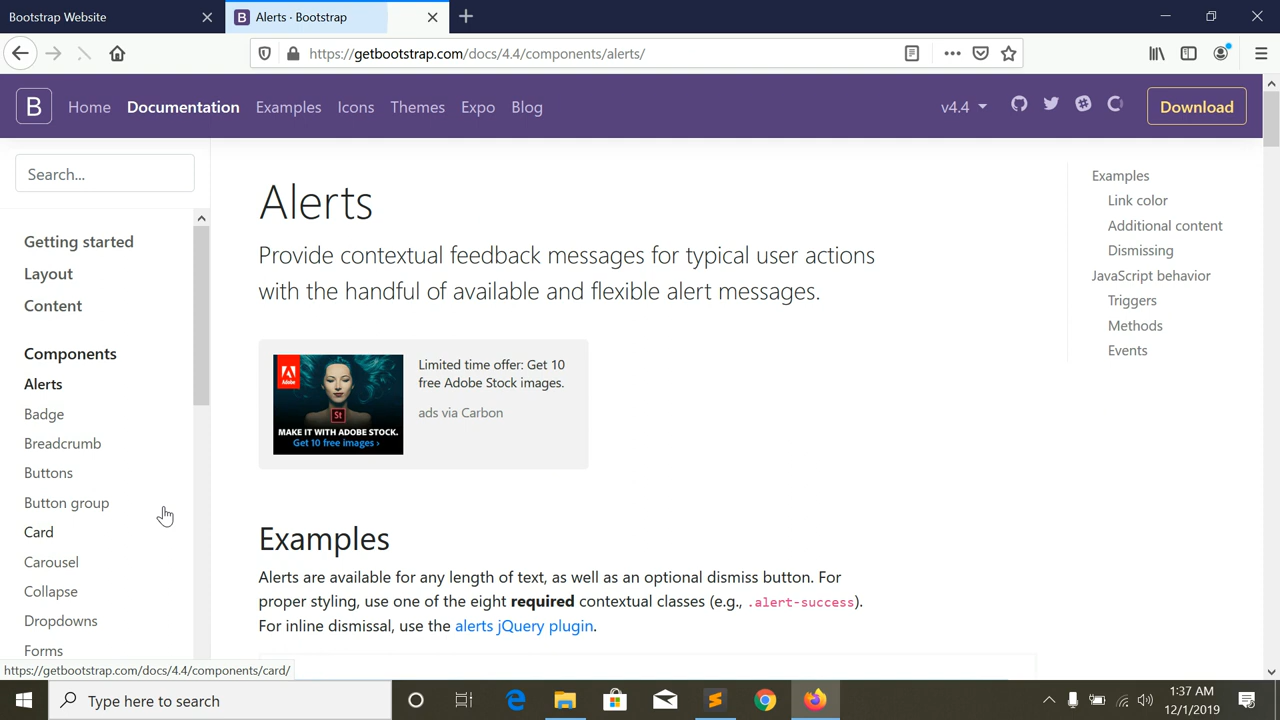 Bootstrap Website
B Alerts · Bootstrap
https://getbootstrap.com/docs/4.4/components/alerts/
B Home Documentation Examples Icons Themes Expo Blog v4.4 Download
Search...
Getting started
Layout
Content
Components
Alerts
Badge
Breadcrumb
Buttons
Button group
Card
Carousel
Collapse
Dropdowns
Forms
https://getbootstrap.com/docs/4.4/components/card/
Alerts
Provide contextual feedback messages for typical user actions
with the handful of available and flexible alert messages.
Adobe
St
MAKE IT WITH ADOBE STOCK.
Get 10 free images ›
Limited time offer: Get 10
free Adobe Stock images.
ads via Carbon
Examples
Alerts are available for any length of text, as well as an optional dismiss button. For
proper styling, use one of the eight required contextual classes (e.g., .alert-success).
For inline dismissal, use the alerts jQuery plugin.
Examples
Link color
Additional content
Dismissing
JavaScript behavior
Triggers
Methods
Events
Type here to search
1:37 AM
12/1/2019